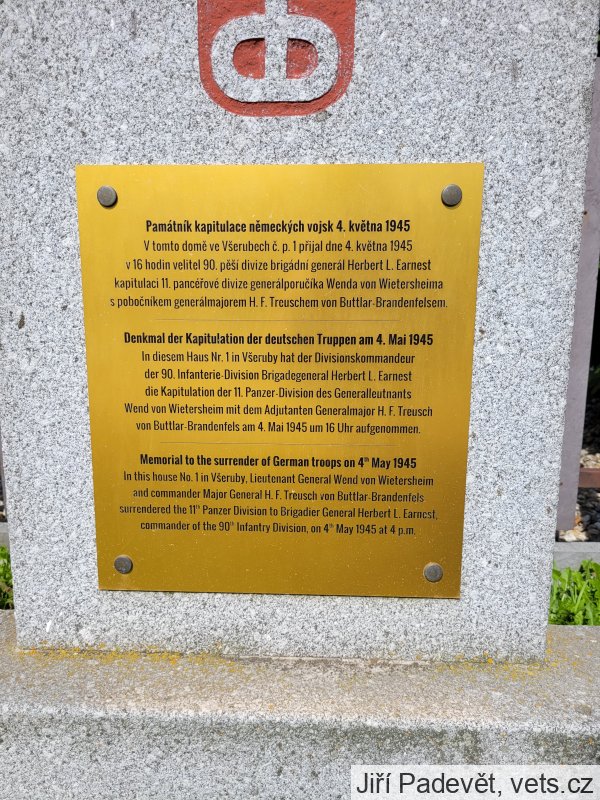 Památník kapitulace německých vojsk 4. května 1945
V tomto domě ve Všerubech č. p. 1 přijal dne 4. května 1945
v 16 hodin velitel 90. pěší divize brigádní generál Herbert L. Earnest
kapitulaci 11. pancéřové divize generálporučíka Wenda von Wietersheima
s pobočníkem generálmajorem H. F. Treuschem von Buttlar-Brandenfelsem.
Denkmal der Kapitulation der deutschen Truppen am 4. Mai 1945
In diesem Haus Nr. 1 in Všeruby hat der Divisionskommandeur
der 90. Infanterie-Division Brigadegeneral Herbert L. Earnest
die Kapitulation der 11. Panzer-Division des Generalleutnants
Wend von Wietersheim mit dem Adjutanten Generalmajor H. F. Treusch
von Buttlar-Brandenfels am 4. Mai 1945 um 16 Uhr aufgenommen.
Memorial to the surrender of German troops on 4th May 1945
In this house No. 1 in Všeruby, Lieutenant General Wend von Wietersheim
and commander Major General H. F. Treusch von Buttlar-Brandenfels
surrendered the 11th Panzer Division to Brigadier General Herbert L. Earnest,
commander of the 90th Infantry Division, on 4th May 1945 at 4 p.m.
Jiří Padevět, vets.cz